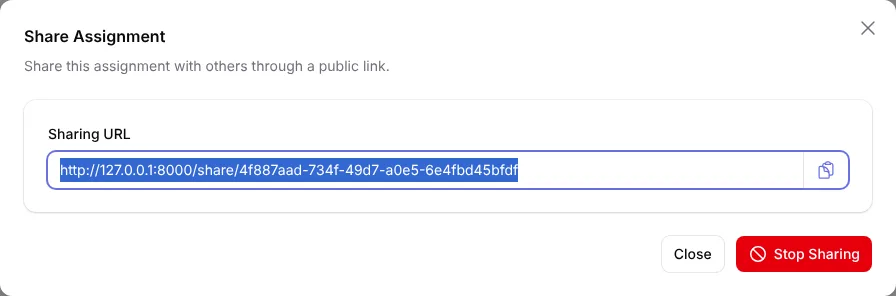 Share Assignment
Share this assignment with others through a public link.
Sharing URL
http://127.0.0.1:8000/share/4f887aad-734f-49d7-a0e5-6e4fbd45bfdf
Close
Stop Sharing